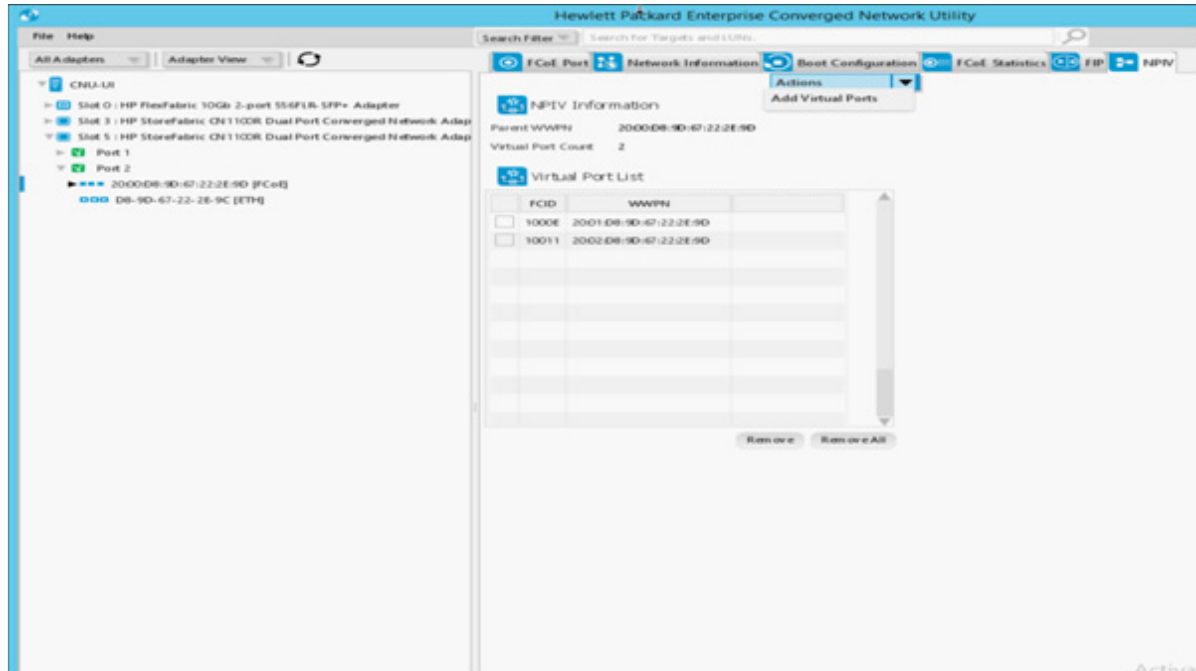 Hewlett Packard Enterprise Converged Network Utility
File Help
Search Filter Search for Targets and LUNs.
All Adapters Adapter View
FCoE Port Network Information Boot Configuration FCoE Statistics FIP NPIV
Actions
Add Virtual Ports
CNU-UI
Slot 0 : HP FlexFabric 10Gb 2-port 556FLR-SFP+ Adapter
Slot 3 : HP StoreFabric CN1100R Dual Port Converged Network Adap
Slot 5 : HP StoreFabric CN1100R Dual Port Converged Network Adap
Port 1
Port 2
20:00:D8:9D:67:22:2E:9D [FCoE]
D8-9D-67-22-2E-9C [ETH]
NPIV Information
Parent WWPN 20:00:D8:9D:67:22:2E:9D
Virtual Port Count 2
Virtual Port List
FCID WWPN
1000E 20:01:D8:9D:67:22:2E:9D
10011 20:02:D8:9D:67:22:2E:9D
Remove Remove All
Activa